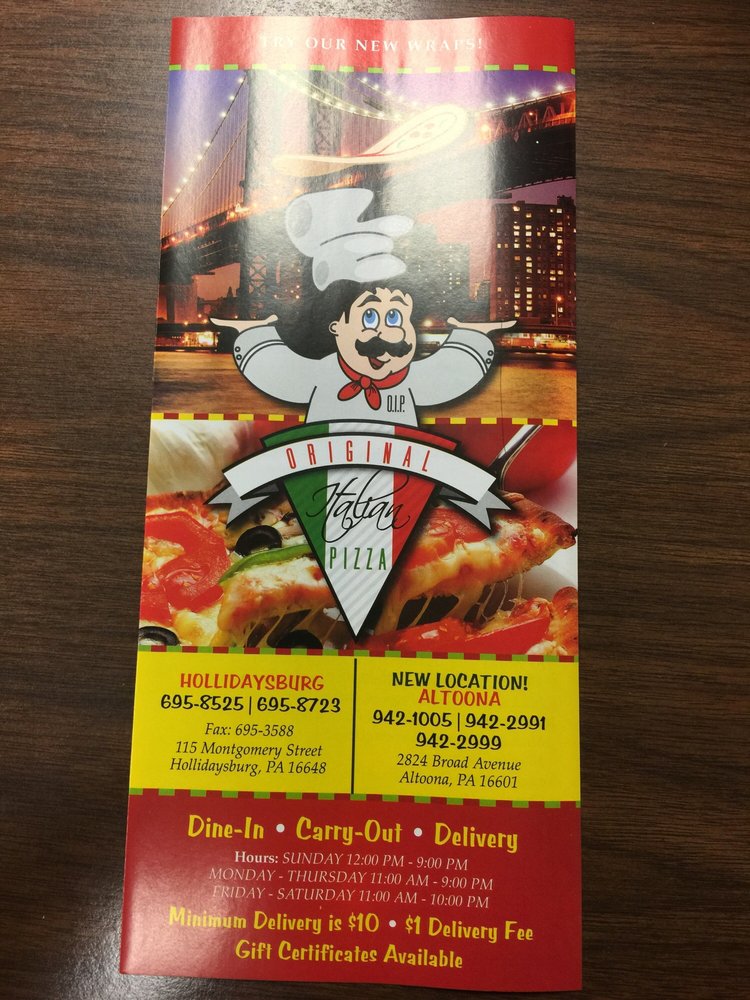 TRY OUR NEW WRAPS!
O.I.P.
ORIGINAL
Italian
PIZZA
HOLLIDAYSBURG
695-8525 | 695-8723
Fax: 695-3588
115 Montgomery Street
Hollidaysburg, PA 16648
NEW LOCATION!
ALTOONA
942-1005 | 942-2991
942-2999
2824 Broad Avenue
Altoona, PA 16601
Dine-In • Carry-Out • Delivery
Hours: SUNDAY 12:00 PM - 9:00 PM
MONDAY - THURSDAY 11:00 AM - 9:00 PM
FRIDAY - SATURDAY 11:00 AM - 10:00 PM
Minimum Delivery is $10 • $1 Delivery Fee
Gift Certificates Available